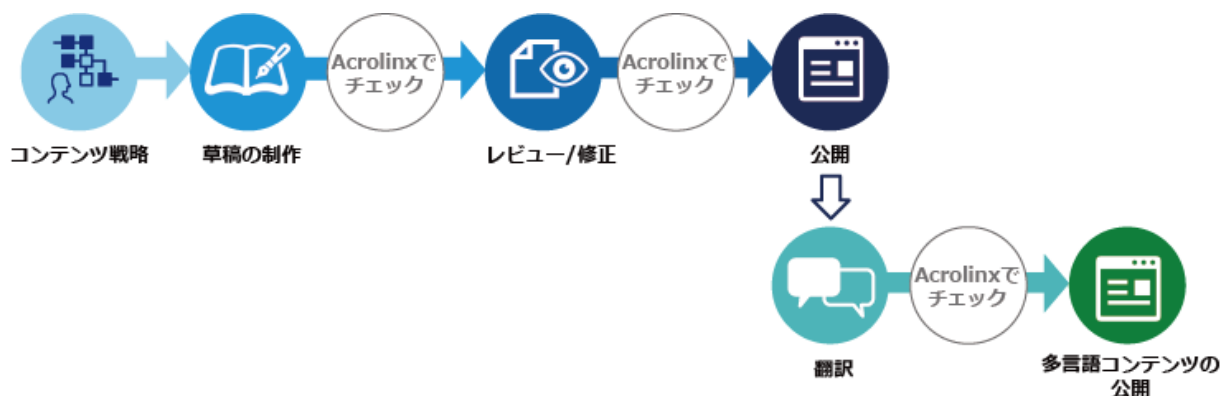 Acrolinxで
チェック
Acrolinxで
チェック
コンテンツ戦略
草稿の制作
レビュー/修正
公開
Acrolinxで
チェック
翻訳
多言語コンテンツの
公開